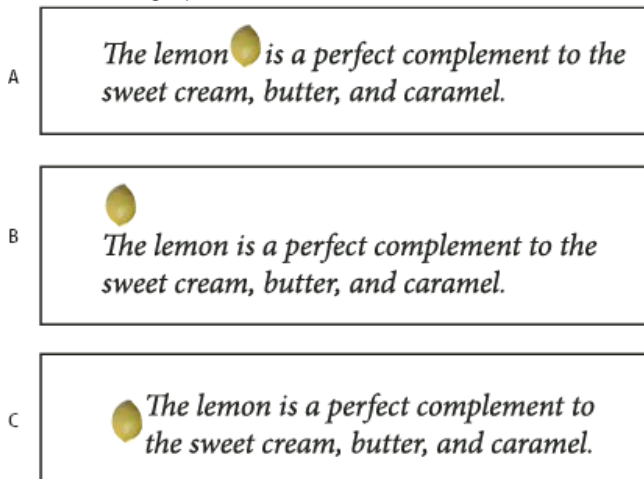 A
The lemon is a perfect complement to the
sweet cream, butter, and caramel.
B
The lemon is a perfect complement to the
sweet cream, butter, and caramel.
C
The lemon is a perfect complement to
the sweet cream, butter, and caramel.